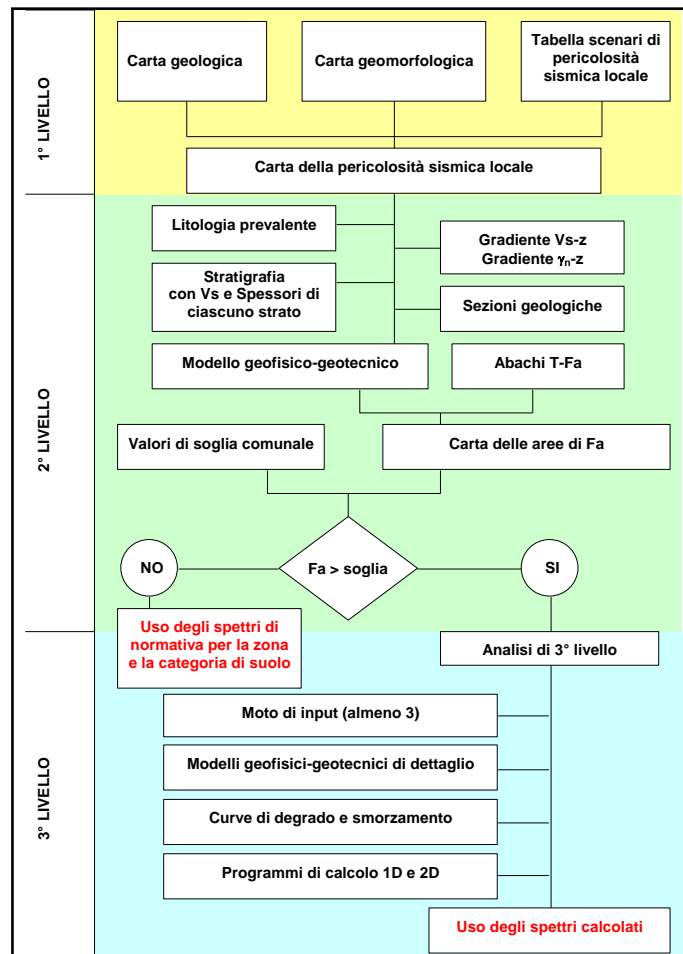 1° LIVELLO
Carta geologica
Carta geomorfologica
Tabella scenari di
pericolosità
sismica locale
Carta della pericolosità sismica locale
2° LIVELLO
Litologia prevalente
Gradiente Vs-z
Gradiente γn-z
Stratigrafia
con Vs e Spessori di
ciascuno strato
Sezioni geologiche
Modello geofisico-geotecnico
Abachi T-Fa
Valori di soglia comunale
Carta delle aree di Fa
NO
Fa > soglia
SI
Uso degli spettri di
normativa per la zona
e la categoria di suolo
3° LIVELLO
Analisi di 3° livello
Moto di input (almeno 3)
Modelli geofisici-geotecnici di dettaglio
Curve di degrado e smorzamento
Programmi di calcolo 1D e 2D
Uso degli spettri calcolati